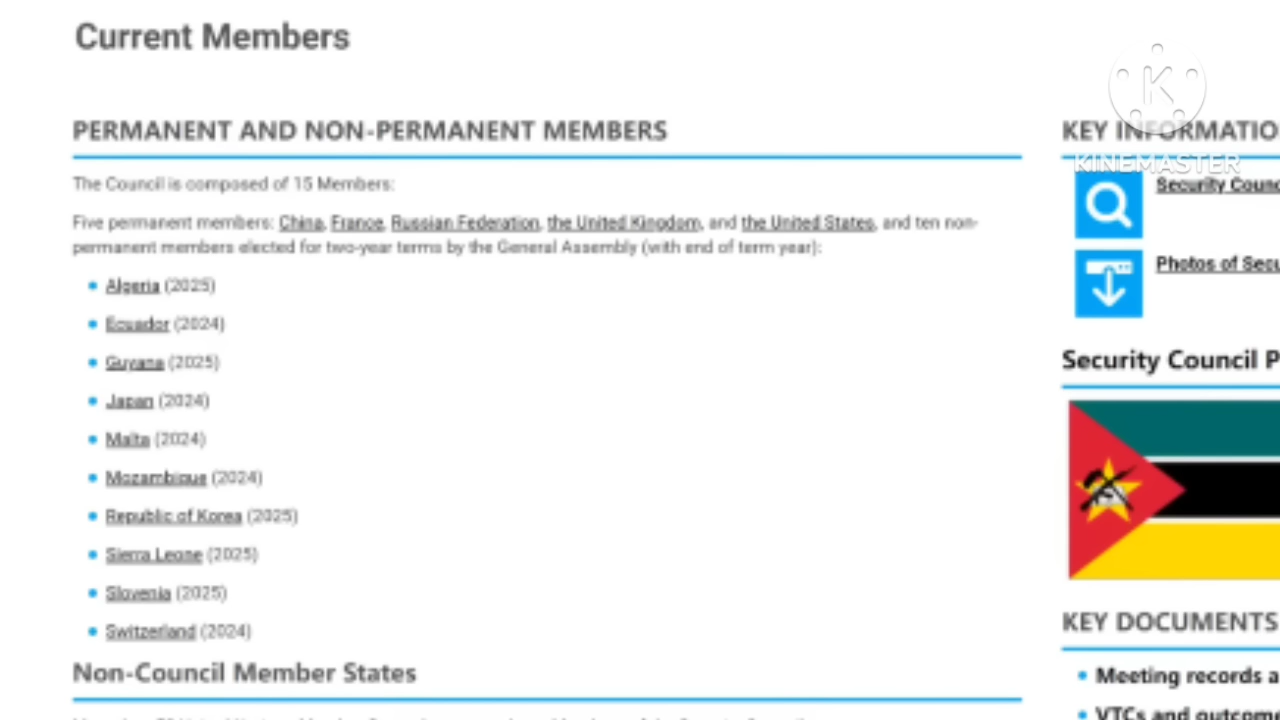 Current Members
PERMANENT AND NON-PERMANENT MEMBERS
The Council is composed of 15 Members:
Five permanent members: China, France, Russian Federation, the United Kingdom, and the United States, and ten non-
permanent members elected for two-year terms by the General Assembly (with end of term year):
Algeria (2025)
Ecuador (2024)
Guyana (2025)
Japan (2024)
Malta (2024)
Mozambique (2024)
Republic of Korea (2025)
Sierra Leone (2025)
Slovenia (2025)
Switzerland (2024)
Non-Council Member States
KEY INFORMATIO
K
KINEMASTER
Security Counc
Photos of Secu
Security Council P
KEY DOCUMENTS
Meeting records a
VTCs and outcome